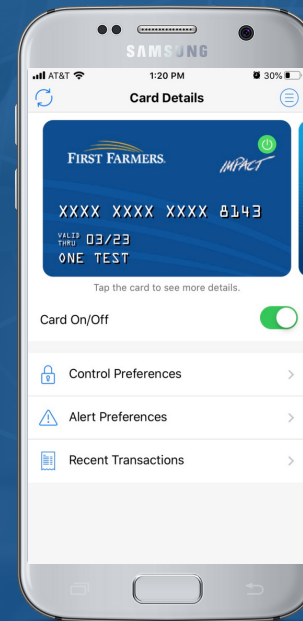 SAMSUNG
AT&T 1:20 PM 30%
Card Details
FIRST FARMERS.
IMPACT
XXXX XXXX XXXX 8143
VALID THRU 03/23
ONE TEST
Tap the card to see more details.
Card On/Off
Control Preferences
Alert Preferences
Recent Transactions